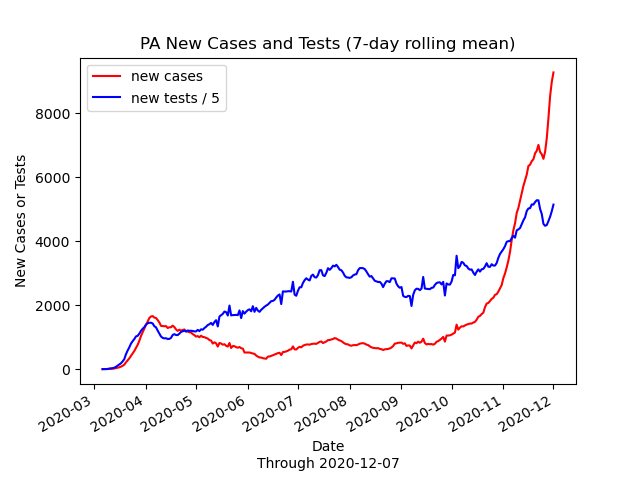 PA New Cases and Tests (7-day rolling mean)
new cases
new tests / 5
New Cases or Tests
8000
6000
4000
2000
0
2020-03
2020-04
2020-05
2020-06
2020-07
2020-08
2020-09
2020-10
2020-11
2020-12
Date
Through 2020-12-07